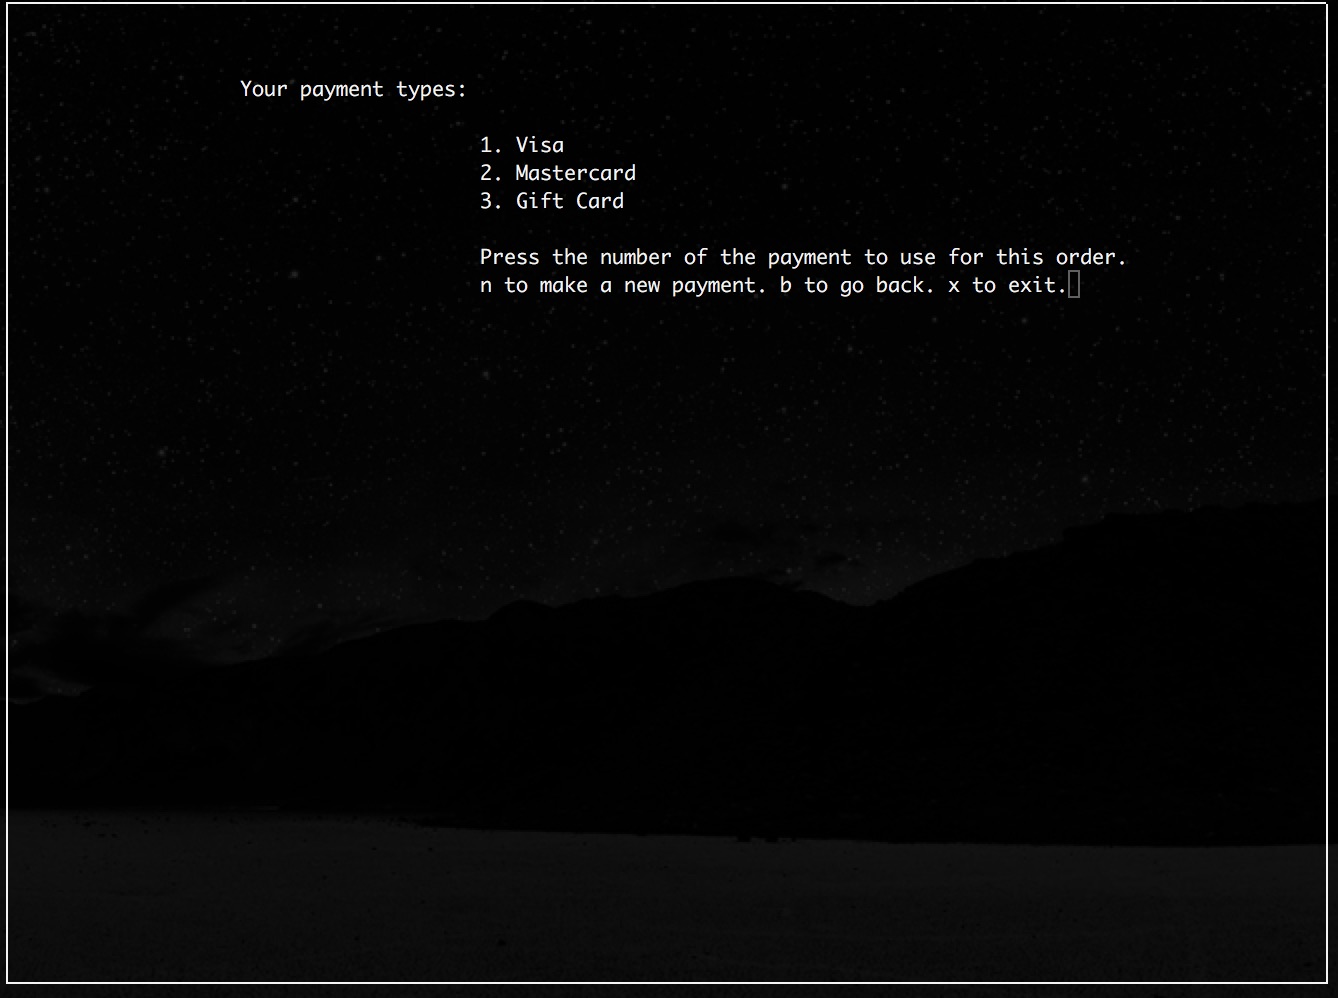 Your payment types:
1. Visa
2. Mastercard
3. Gift Card
Press the number of the payment to use for this order.
n to make a new payment. b to go back. x to exit.